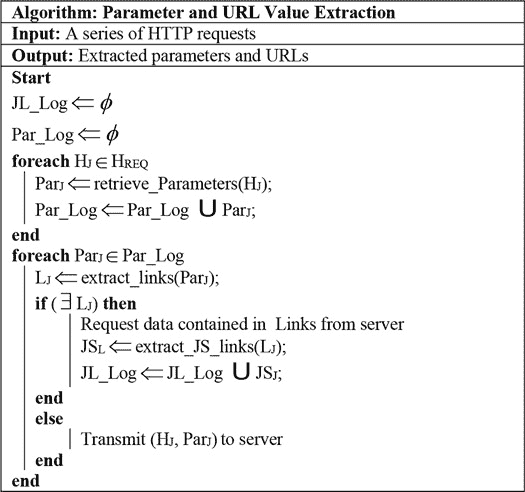 Algorithm: Parameter and URL Value Extraction
Input: A series of HTTP requests
Output: Extracted parameters and URLs
Start
JL_Log ⇐ ϕ
Par_Log ⇐ ϕ
foreach HJ ∈ HREQ
ParJ ⇐ retrieve_Parameters(HJ);
Par_Log ⇐ Par_Log ⋃ ParJ;
end
foreach ParJ ∈ Par_Log
LJ ⇐ extract_links(ParJ);
if (∃ LJ) then
Request data contained in Links from server
JSL ⇐ extract_JS_links(LJ);
JL_Log ⇐ JL_Log ⋃ JSJ;
end
else
Transmit (HJ, ParJ) to server
end
end